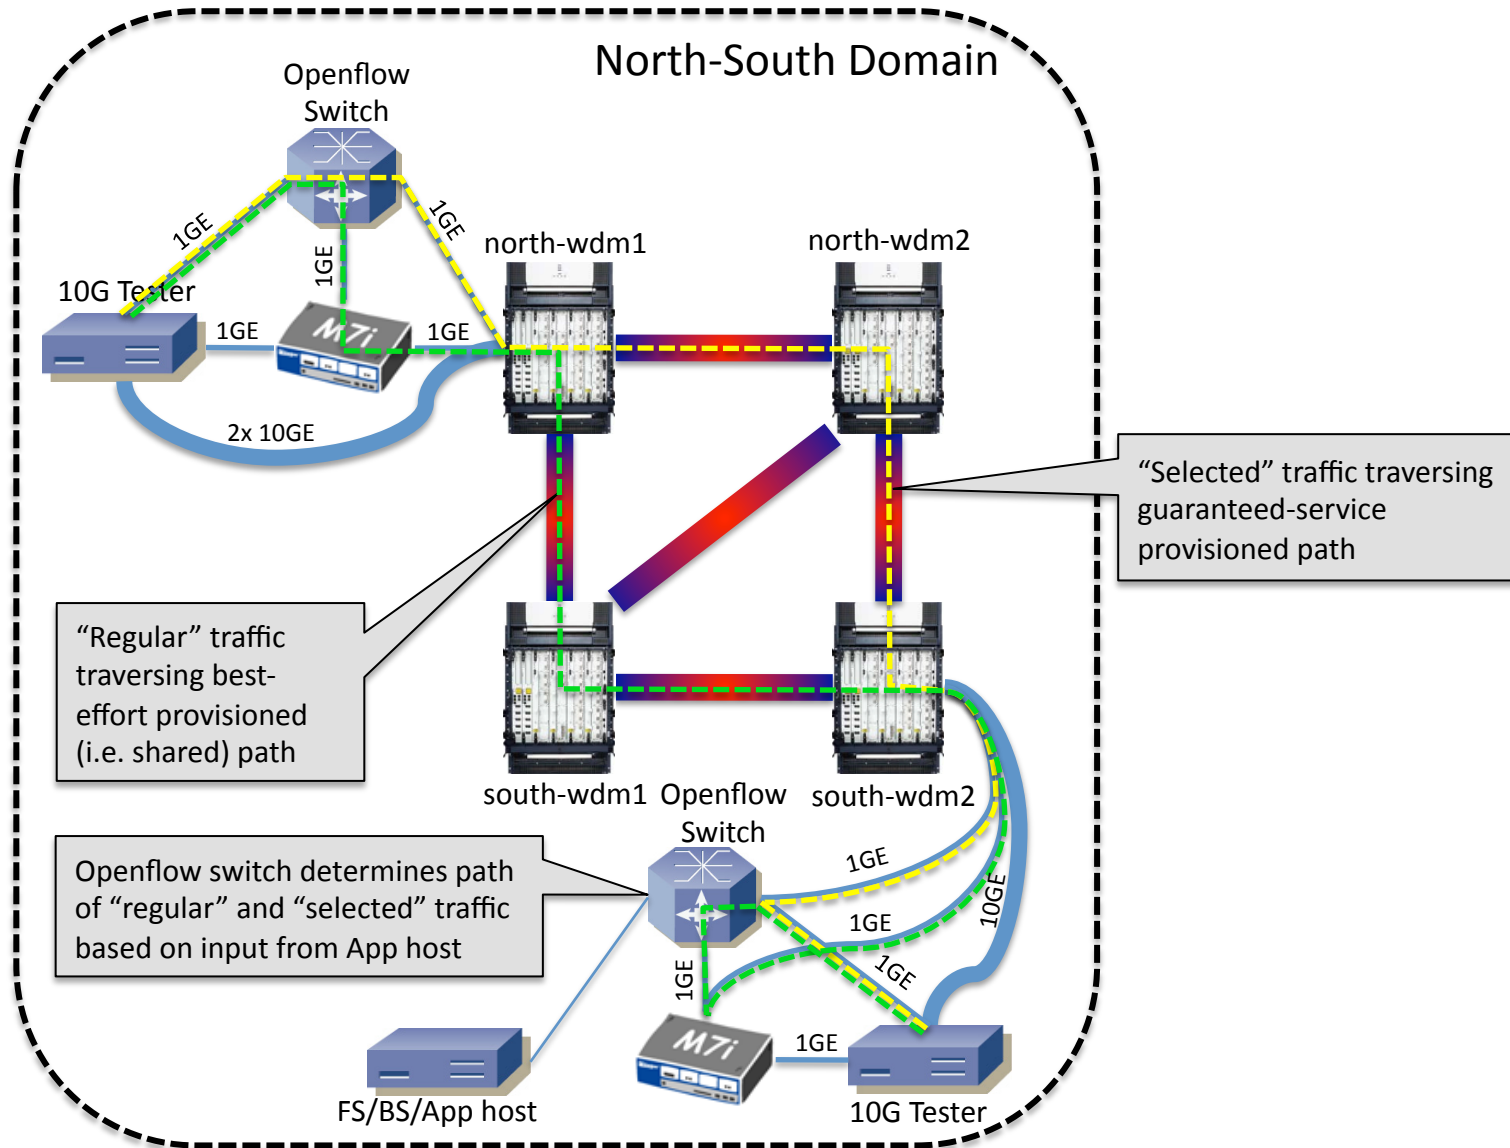 North-South Domain
Openflow
Switch
1GE
1GE
1GE
10G Tester
1GE
M7i
1GE
2x 10GE
north-wdm1
north-wdm2
"Selected" traffic traversing
guaranteed-service
provisioned path
"Regular" traffic
traversing best-
effort provisioned
(i.e. shared) path
south-wdm1
Openflow
Switch
south-wdm2
Openflow switch determines path
of "regular" and "selected" traffic
based on input from App host
1GE
1GE
10GE
1GE
1GE
M7i
1GE
FS/BS/App host
10G Tester